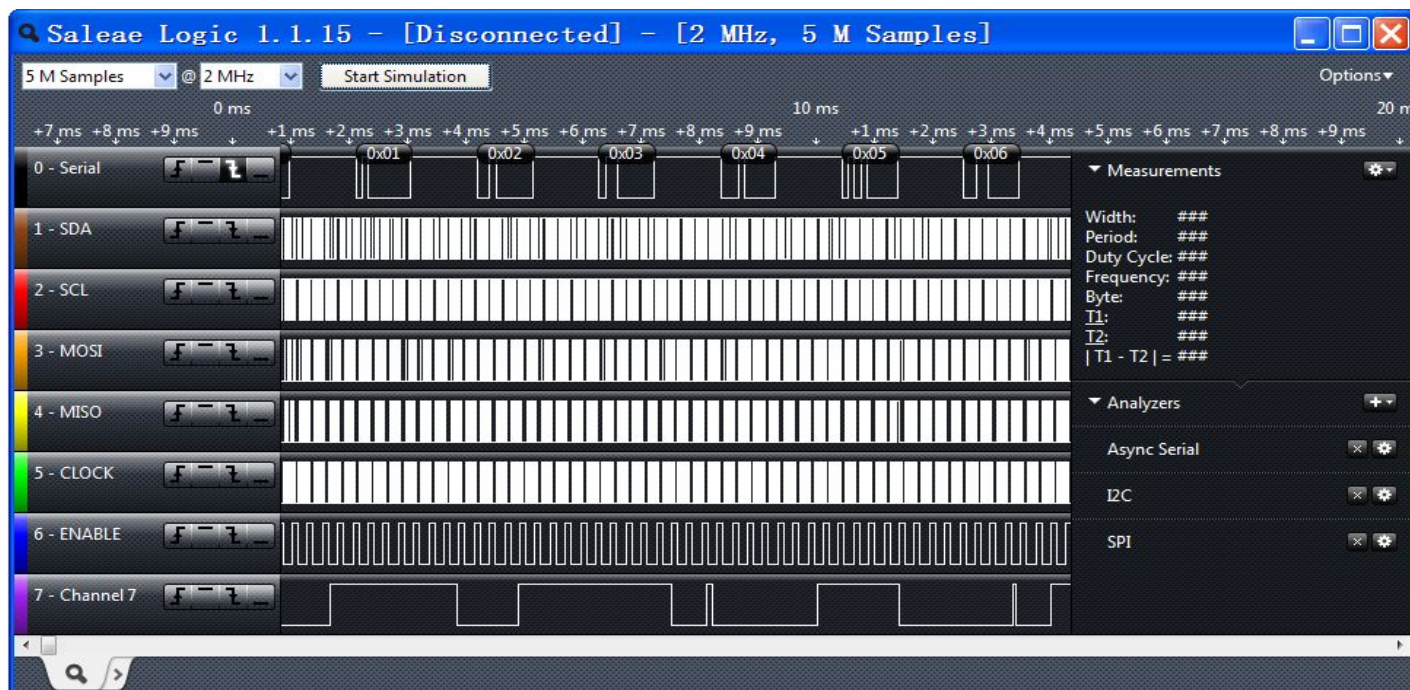 Saleae Logic 1.1.15 - [Disconnected] - [2 MHz, 5 M Samples]
5 M Samples @ 2 MHz Start Simulation Options
0 ms 10 ms 20 m
+7 ms +8 ms +9 ms +1 ms +2 ms +3 ms +4 ms +5 ms +6 ms +7 ms +8 ms +9 ms +1 ms +2 ms +3 ms +4 ms +5 ms +6 ms +7 ms +8 ms +9 ms
0 - Serial 0x01 0x02 0x03 0x04 0x05 0x06
1 - SDA
2 - SCL
3 - MOSI
4 - MISO
5 - CLOCK
6 - ENABLE
7 - Channel 7
Measurements
Width: ###
Period: ###
Duty Cycle: ###
Frequency: ###
Byte: ###
T1: ###
T2: ###
| T1 - T2 | = ###
Analyzers
Async Serial
I2C
SPI